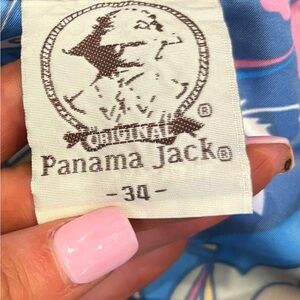 ®
ORIGINAL
Panama Jack®
-34-